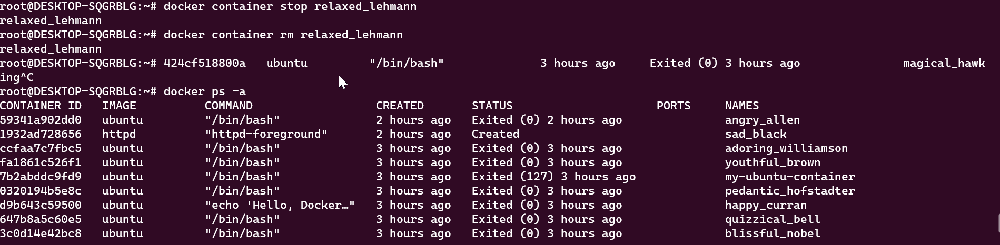 root@DESKTOP-SQGRBLG:~# docker container stop relaxed_lehmann
relaxed_lehmann
root@DESKTOP-SQGRBLG:~# docker container rm relaxed_lehmann
relaxed_lehmann
root@DESKTOP-SQGRBLG:~# 424cf518800a   ubuntu         "/bin/bash"              3 hours ago     Exited (0) 3 hours ago               magical_hawk
ing^C
root@DESKTOP-SQGRBLG:~# docker ps -a
CONTAINER ID   IMAGE          COMMAND                  CREATED       STATUS                     PORTS     NAMES
59341a902dd0   ubuntu         "/bin/bash"              2 hours ago   Exited (0) 2 hours ago               angry_allen
1932ad728656   httpd          "httpd-foreground"       2 hours ago   Created                              sad_black
ccfaa7c7fbc5   ubuntu         "/bin/bash"              3 hours ago   Exited (0) 3 hours ago               adoring_williamson
fa1861c526f1   ubuntu         "/bin/bash"              3 hours ago   Exited (0) 3 hours ago               youthful_brown
7b2abddc9fd9   ubuntu         "/bin/bash"              3 hours ago   Exited (127) 3 hours ago             my-ubuntu-container
0320194b5e8c   ubuntu         "/bin/bash"              3 hours ago   Exited (0) 3 hours ago               pedantic_hofstadter
d9b643c59500   ubuntu         "echo 'Hello, Docker…"   3 hours ago   Exited (0) 3 hours ago               happy_curran
647b8a5c60e5   ubuntu         "/bin/bash"              3 hours ago   Exited (0) 3 hours ago               quizzical_bell
3c0d14e42bc8   ubuntu         "/bin/bash"              3 hours ago   Exited (0) 3 hours ago               blissful_nobel